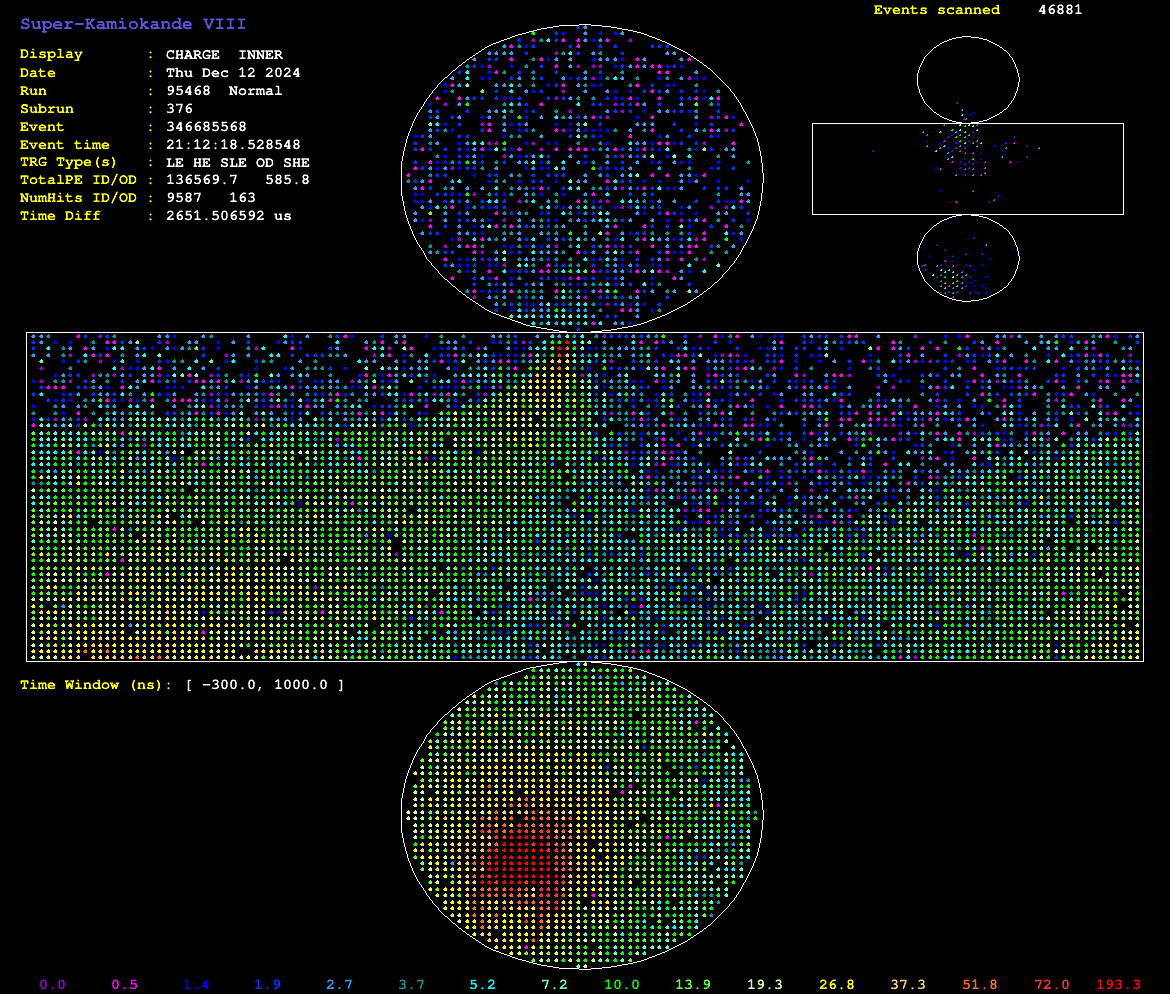 Super-Kamiokande VIII
Events scanned 46881
Display : CHARGE INNER
Date : Thu Dec 12 2024
Run : 95468 Normal
Subrun : 376
Event : 346685568
Event time : 21:12:18.528548
TRG Type(s) : LE HE SLE OD SHE
TotalPE ID/OD : 136569.7 585.8
NumHits ID/OD : 9587 163
Time Diff : 2651.506592 us
Time Window (ns): [ −300.0, 1000.0 ]
0.0 0.5 1.4 1.9 2.7 3.7 5.2 7.2 10.0 13.9 19.3 26.8 37.3 51.8 72.0 193.3